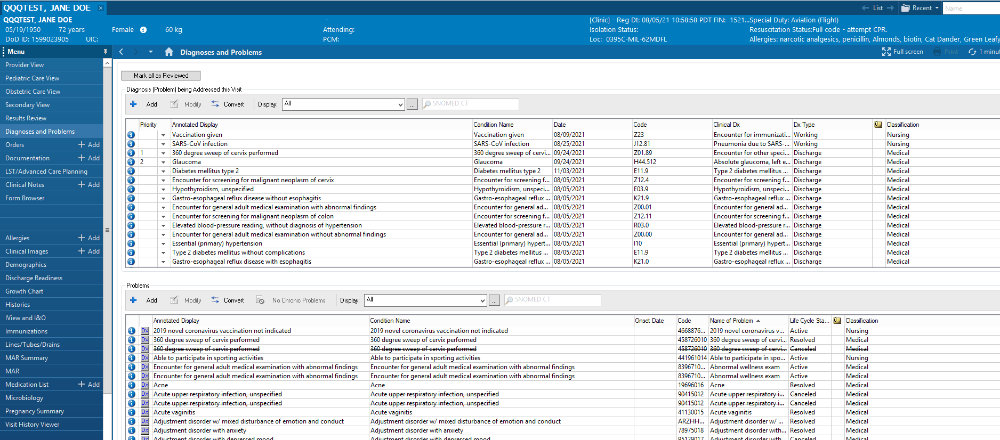 QQQTEST, JANE DOE ×
List Recent Name
QQQTEST, JANE DOE - [Clinic] - Reg Dt: 08/05/21 10:58:58 PDT FIN: 1521... Special Duty: Aviation (Flight)
05/19/1950 72 years Female 60 kg Attending: Isolation Status: Resuscitation Status:Full code - attempt CPR.
DoD ID: 1599023905 UIC: PCM: Loc: 0395C-MIL-62MDFL Allergies: narcotic analgesics, penicillin, Almonds, biotin, Cat Dander, Green Leafy
Menu
Diagnoses and Problems
Full screen Print 1 minut
Provider View
Pediatric Care View
Obstetric Care View
Secondary View
Results Review
Diagnoses and Problems
Orders + Add
Documentation + Add
LST/Advanced Care Planning
Clinical Notes + Add
Form Browser
Allergies + Add
Clinical Images + Add
Demographics
Discharge Readiness
Growth Chart
Histories
IView and I&O
Immunizations
Lines/Tubes/Drains
MAR Summary
MAR
Medication List + Add
Microbiology
Pregnancy Summary
Visit History Viewer
Mark all as Reviewed
Diagnosis (Problem) being Addressed this Visit
Add Modify Convert Display: All ... SNOMED CT
Priority Annotated Display Condition Name Date Code Clinical Dx Dx Type Classification
Vaccination given Vaccination given 08/09/2021 Z23 Encounter for immunizati... Working Nursing
SARS-CoV infection SARS-CoV infection 08/25/2021 J12.81 Pneumonia due to SARS-... Working Nursing
1 360 degree sweep of cervix performed 360 degree sweep of cervi... 09/24/2021 Z01.89 Encounter for other speci... Discharge Medical
2 Glaucoma Glaucoma 09/24/2021 H44.512 Absolute glaucoma, left e... Discharge Medical
Diabetes mellitus type 2 Diabetes mellitus type 2 11/03/2021 E11.9 Type 2 diabetes mellitus ... Discharge Medical
Encounter for screening for malignant neoplasm of cervix Encounter for screening f... 08/05/2021 Z12.4 Encounter for screening f... Discharge Medical
Hypothyroidism, unspecified Hypothyroidism, unspeci... 08/05/2021 E03.9 Hypothyroidism, unspeci... Discharge Medical
Gastro-esophageal reflux disease without esophagitis Gastro-esophageal reflux ... 08/05/2021 K21.9 Gastro-esophageal reflux ... Discharge Medical
Encounter for general adult medical examination with abnormal findings Encounter for general ad... 08/05/2021 Z00.01 Encounter for general ad... Discharge Medical
Encounter for screening for malignant neoplasm of colon Encounter for screening f... 08/05/2021 Z12.11 Encounter for screening f... Discharge Medical
Elevated blood-pressure reading, without diagnosis of hypertension Elevated blood-pressure r... 08/05/2021 R03.0 Elevated blood-pressure r... Discharge Medical
Encounter for general adult medical examination without abnormal findings Encounter for general ad... 08/05/2021 Z00.00 Encounter for general ad... Discharge Medical
Essential (primary) hypertension Essential (primary) hypert... 08/05/2021 I10 Essential (primary) hypert... Discharge Medical
Type 2 diabetes mellitus without complications Type 2 diabetes mellitus ... 08/05/2021 E11.9 Type 2 diabetes mellitus ... Discharge Medical
Gastro-esophageal reflux disease with esophagitis Gastro-esophageal reflux ... 08/05/2021 K21.0 Gastro-esophageal reflux ... Discharge Medical
Problems
Add Modify Convert No Chronic Problems Display: All ... SNOMED CT
Annotated Display Condition Name Onset Date Code Name of Problem Life Cycle Sta... Classification
Dx 2019 novel coronavirus vaccination not indicated 2019 novel coronavirus vaccination not indicated 4668876... 2019 novel coronavirus v... Active Nursing
Dx 360 degree sweep of cervix performed 360 degree sweep of cervix performed 458726010 360 degree sweep of cervi... Resolved Medical
Dx 360 degree sweep of cervix performed 360 degree sweep of cervix performed 458726010 360 degree sweep of cervi... Canceled Medical
Dx Able to participate in sporting activities Able to participate in sporting activities 441961014 Able to participate in spo... Active Nursing
Dx Encounter for general adult medical examination with abnormal findings Encounter for general adult medical examination with abnormal findings 8396710... Abnormal wellness exam Active Medical
Dx Encounter for general adult medical examination with abnormal findings Encounter for general adult medical examination with abnormal findings 8396710... Abnormal wellness exam Active Medical
Dx Acne Acne 19696016 Acne Resolved Medical
Dx Acute upper respiratory infection, unspecified Acute upper respiratory infection, unspecified 90415012 Acute upper respiratory i... Canceled Medical
Dx Acute upper respiratory infection, unspecified Acute upper respiratory infection, unspecified 90415012 Acute upper respiratory i... Canceled Medical
Dx Acute vaginitis Acute vaginitis 41130015 Acute vaginitis Resolved Medical
Dx Adjustment disorder w/ mixed disturbance of emotion and conduct Adjustment disorder w/ mixed disturbance of emotion and conduct ARZHH... Adjustment disorder w/ ... Resolved Medical
Dx Adjustment disorder with anxiety Adjustment disorder with anxiety 78975018 Adjustment disorder with... Resolved Medical
Dx Adjustment disorder with depressed mood Adjustment disorder with depressed mood 95129017 Adjustment disorder with... Canceled Medical